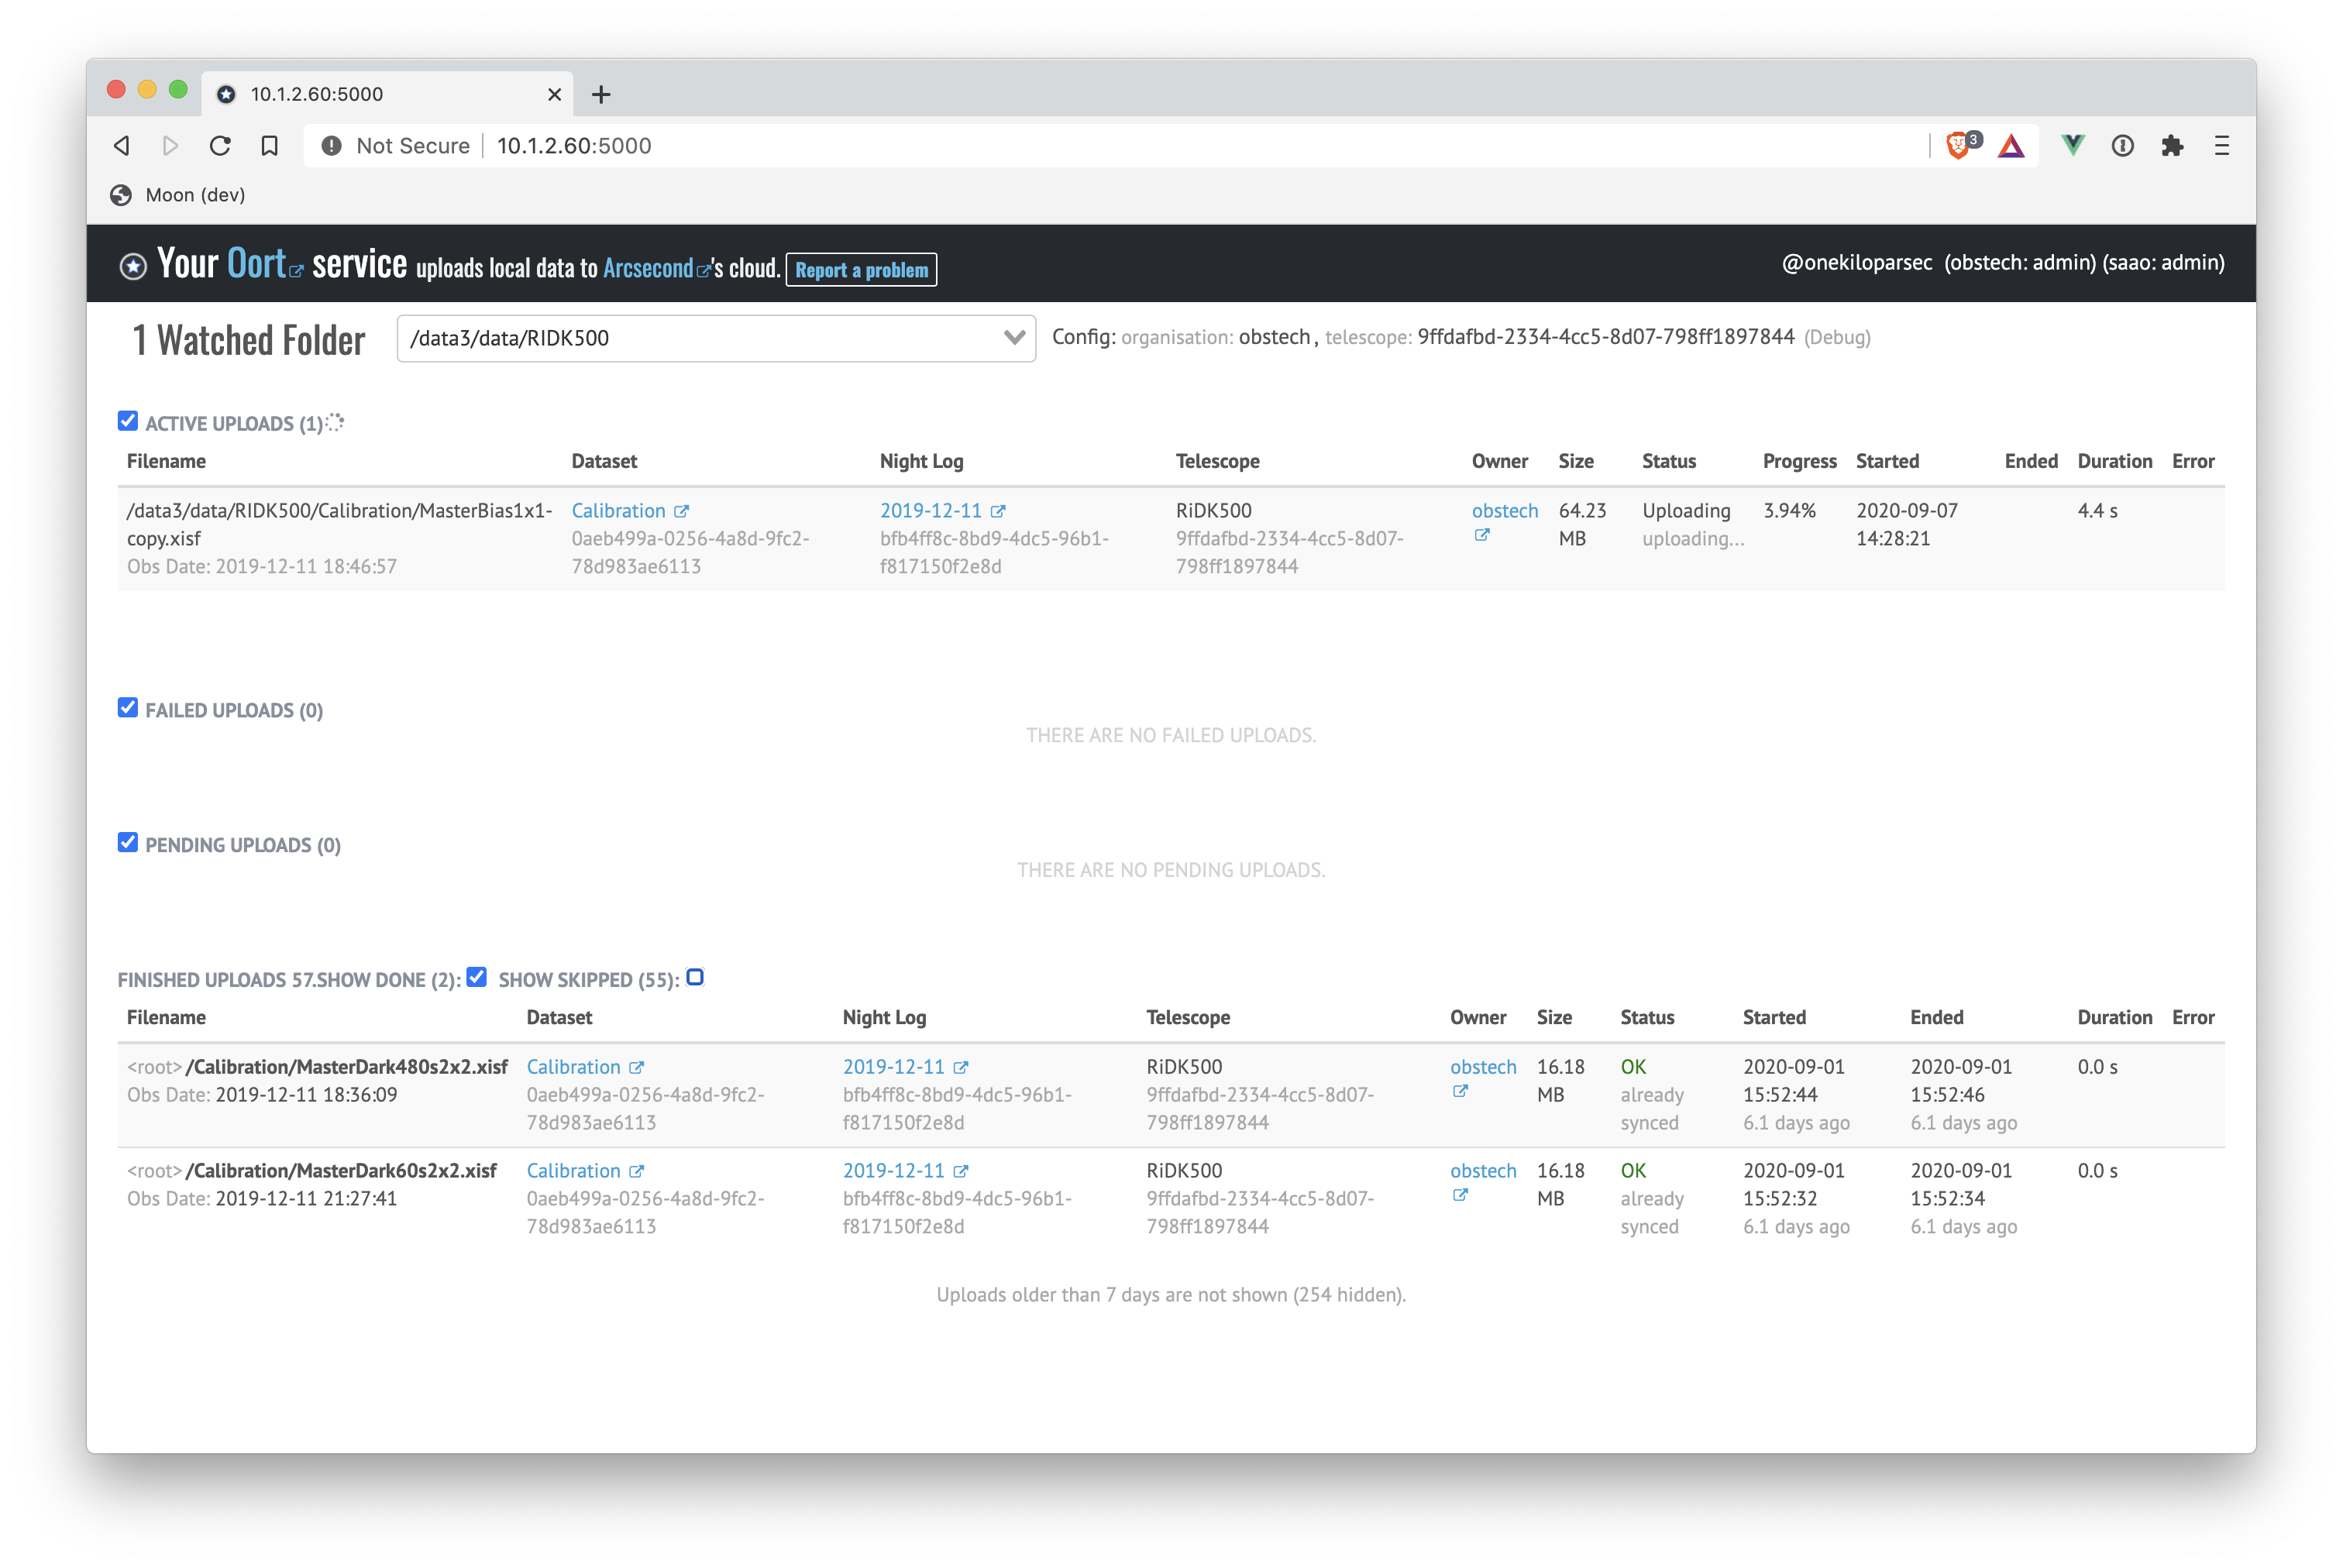 10.1.2.60:5000
Not Secure 10.1.2.60:5000 3
Moon (dev)
Your Oort service uploads local data to Arcsecond's cloud. Report a problem @onekiloparsec (obstech: admin) (saao: admin)
1 Watched Folder /data3/data/RIDK500 Config: organisation: obstech, telescope: 9ffdafbd-2334-4cc5-8d07-798ff1897844 (Debug)
ACTIVE UPLOADS (1)
Filename Dataset Night Log Telescope Owner Size Status Progress Started Ended Duration Error
/data3/data/RIDK500/Calibration/MasterBias1x1- Calibration 2019-12-11 RiDK500 obstech 64.23 Uploading 3.94% 2020-09-07 4.4 s
copy.xisf 0aeb499a-0256-4a8d-9fc2- bfb4ff8c-8bd9-4dc5-96b1- 9ffdafbd-2334-4cc5-8d07- MB uploading... 14:28:21
Obs Date: 2019-12-11 18:46:57 78d983ae6113 f817150f2e8d 798ff1897844
FAILED UPLOADS (0)
THERE ARE NO FAILED UPLOADS.
PENDING UPLOADS (0)
THERE ARE NO PENDING UPLOADS.
FINISHED UPLOADS 57.SHOW DONE (2): SHOW SKIPPED (55):
Filename Dataset Night Log Telescope Owner Size Status Started Ended Duration Error
<root>/Calibration/MasterDark480s2x2.xisf Calibration 2019-12-11 RiDK500 obstech 16.18 OK 2020-09-01 2020-09-01 0.0 s
Obs Date: 2019-12-11 18:36:09 0aeb499a-0256-4a8d-9fc2- bfb4ff8c-8bd9-4dc5-96b1- 9ffdafbd-2334-4cc5-8d07- MB already 15:52:44 15:52:46
78d983ae6113 f817150f2e8d 798ff1897844 synced 6.1 days ago 6.1 days ago
<root>/Calibration/MasterDark60s2x2.xisf Calibration 2019-12-11 RiDK500 obstech 16.18 OK 2020-09-01 2020-09-01 0.0 s
Obs Date: 2019-12-11 21:27:41 0aeb499a-0256-4a8d-9fc2- bfb4ff8c-8bd9-4dc5-96b1- 9ffdafbd-2334-4cc5-8d07- MB already 15:52:32 15:52:34
78d983ae6113 f817150f2e8d 798ff1897844 synced 6.1 days ago 6.1 days ago
Uploads older than 7 days are not shown (254 hidden).